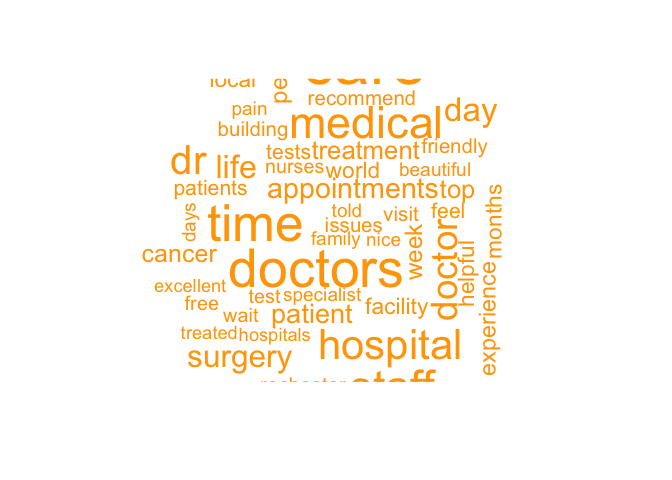 local
pe
care
recommend
pain
medical
day
building
tests
treatment
friendly
dr
life
nurses
world
beautiful
patients
appointments
top
days
time
told
visit
feel
months
issues
family
nice
week
doctor
helpful
cancer
doctors
experience
excellent
test
specialist
free
facility
wait
patient
treated
hospitals
hospital
surgery
rochester
staff